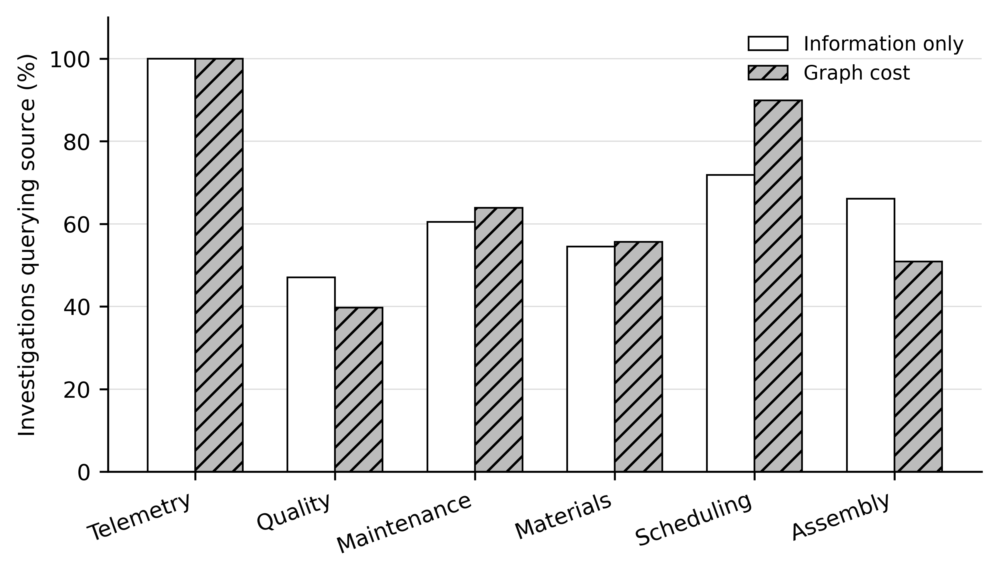 Investigations querying source (%)
100
80
60
40
20
0
Information only
Graph cost
Telemetry
Quality
Maintenance
Materials
Scheduling
Assembly